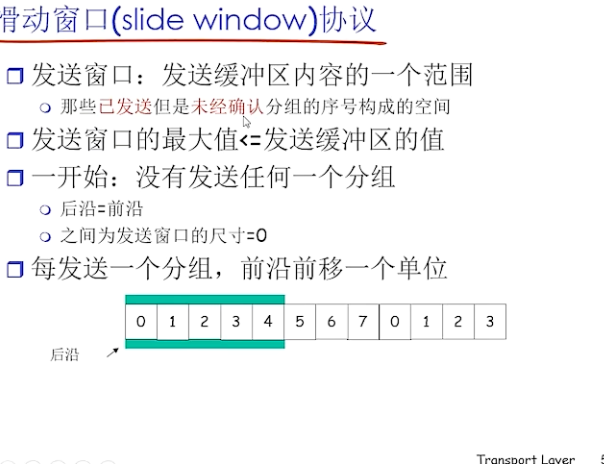 滑动窗口(slide window)协议
发送窗口：发送缓冲区内容的一个范围
那些已发送但是未经确认分组的序号构成的空间
发送窗口的最大值<=发送缓冲区的值
一开始：没有发送任何一个分组
后沿=前沿
之间为发送窗口的尺寸=0
每发送一个分组，前沿前移一个单位
0 1 2 3 4 5 6 7 0 1 2 3
后沿
Transport Layer